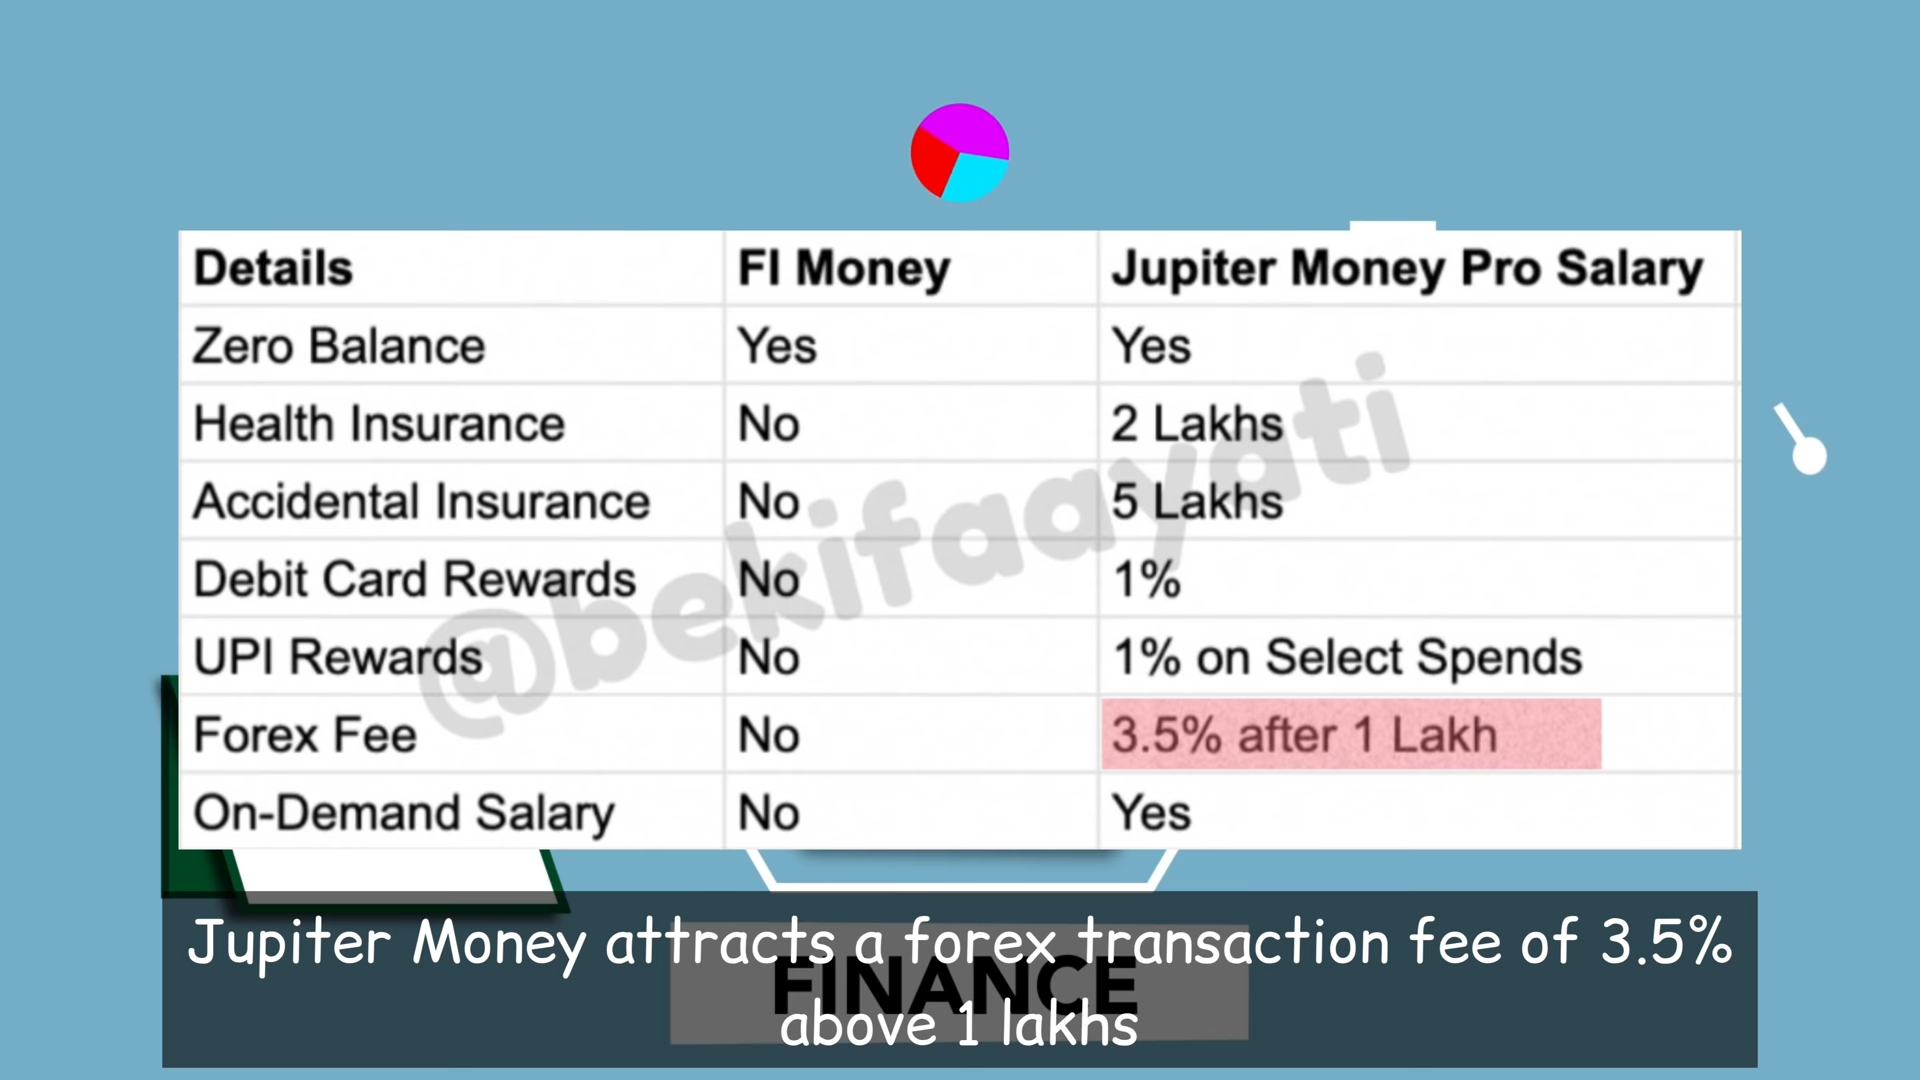 Details FI Money Jupiter Money Pro Salary
Zero Balance Yes Yes
Health Insurance No 2 Lakhs
Accidental Insurance No 5 Lakhs
Debit Card Rewards No 1%
UPI Rewards No 1% on Select Spends
Forex Fee No 3.5% after 1 Lakh
On-Demand Salary No Yes
@bekifaayati
Jupiter Money attracts a forex transaction fee of 3.5%
FINANCE
above 1 lakhs